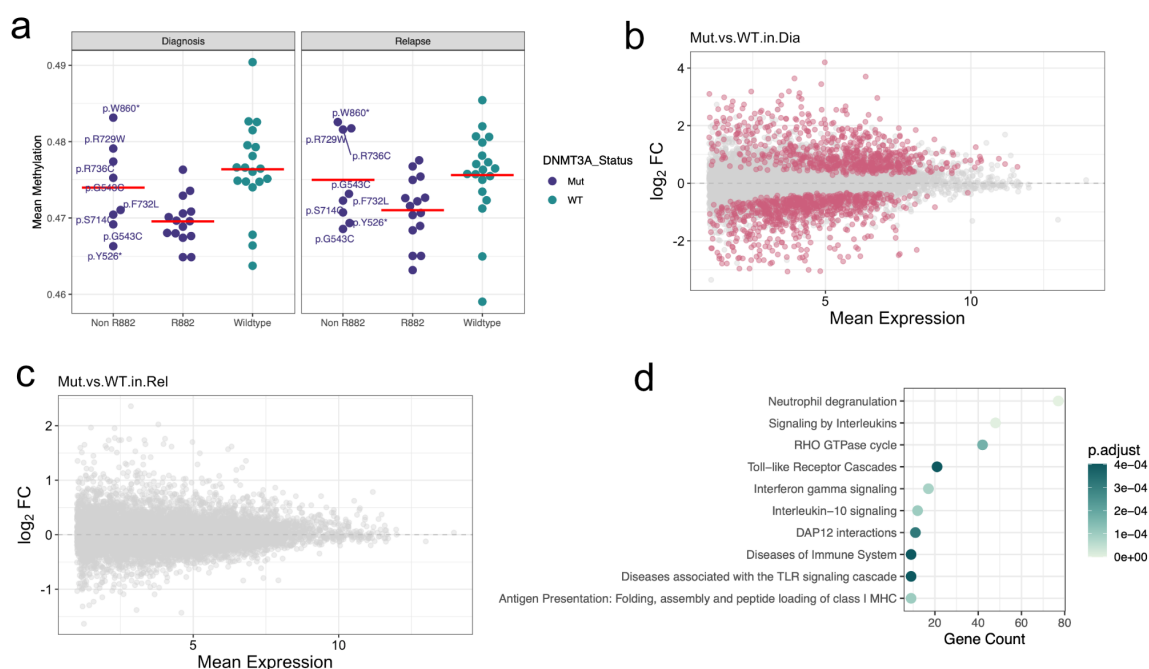 a
Diagnosis
Relapse
Mean Methylation
0.49
0.48
0.47
0.46
p.W860*
p.R729W
p.R736C
p.G543C
p.F732L
p.S714C
p.G543C
p.Y526*
p.W860*
p.R729W
p.R736C
p.G543C
p.F732L
p.S714C
p.Y526*
p.G543C
Non R882
R882
Wildtype
Non R882
R882
Wildtype
DNMT3A_Status
Mut
WT
b
Mut.vs.WT.in.Dia
log₂ FC
4
2
0
-2
5
10
Mean Expression
c
Mut.vs.WT.in.Rel
log₂ FC
2
1
0
-1
5
10
Mean Expression
d
Neutrophil degranulation
Signaling by Interleukins
RHO GTPase cycle
Toll-like Receptor Cascades
Interferon gamma signaling
Interleukin-10 signaling
DAP12 interactions
Diseases of Immune System
Diseases associated with the TLR signaling cascade
Antigen Presentation: Folding, assembly and peptide loading of class I MHC
20
40
60
80
Gene Count
p.adjust
4e-04
3e-04
2e-04
1e-04
0e+00